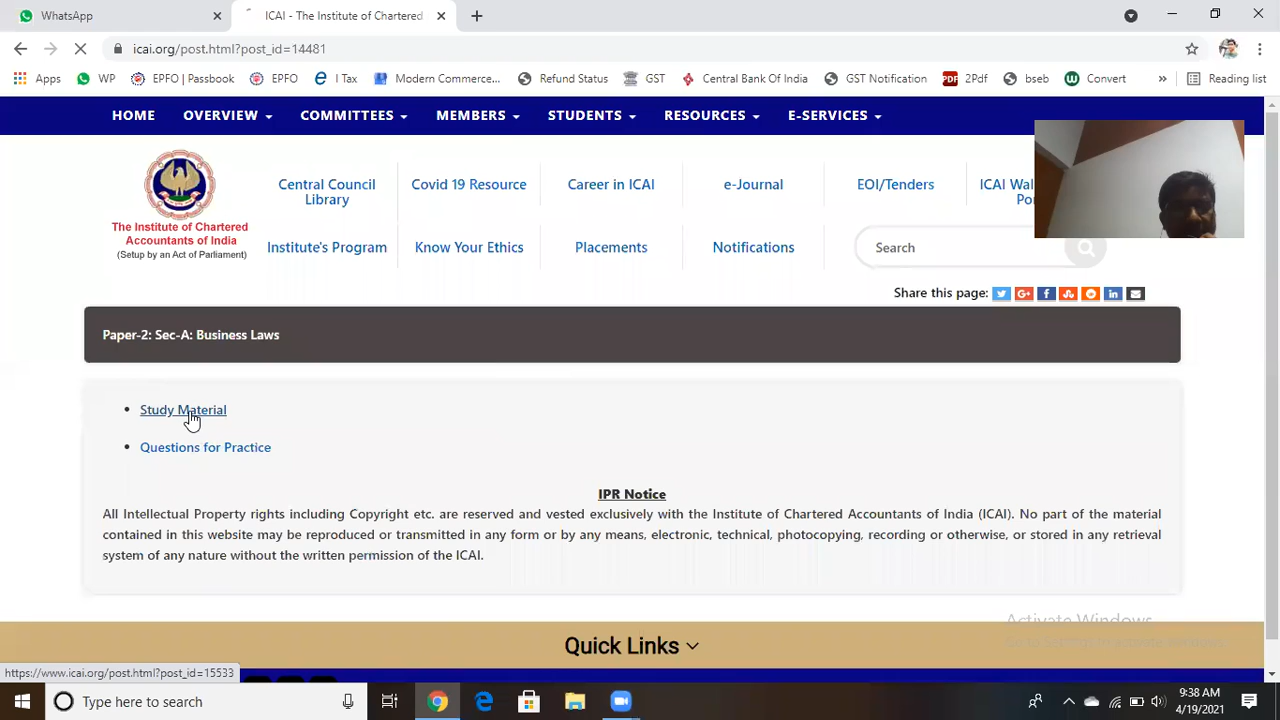 WhatsApp
ICAI - The Institute of Chartered
icai.org/post.html?post_id=14481
Apps
WP
EPFO | Passbook
EPFO
I Tax
Modern Commerce...
Refund Status
GST
Central Bank Of India
GST Notification
PDF
2Pdf
bseb
Convert
»
Reading list
HOME
OVERVIEW
COMMITTEES
MEMBERS
STUDENTS
RESOURCES
E-SERVICES
The Institute of Chartered
Accountants of India
(Setup by an Act of Parliament)
Central Council
Library
Covid 19 Resource
Career in ICAI
e-Journal
EOI/Tenders
ICAI Wal
Po
Institute's Program
Know Your Ethics
Placements
Notifications
Search
Share this page:
Paper-2: Sec-A: Business Laws
• Study Material
• Questions for Practice
IPR Notice
All Intellectual Property rights including Copyright etc. are reserved and vested exclusively with the Institute of Chartered Accountants of India (ICAI). No part of the material
contained in this website may be reproduced or transmitted in any form or by any means, electronic, technical, photocopying, recording or otherwise, or stored in any retrieval
system of any nature without the written permission of the ICAI.
Activate Windows
Go to Settings to activate Windows.
Quick Links
https://www.icai.org/post.html?post_id=15533
Type here to search
9:38 AM
4/19/2021